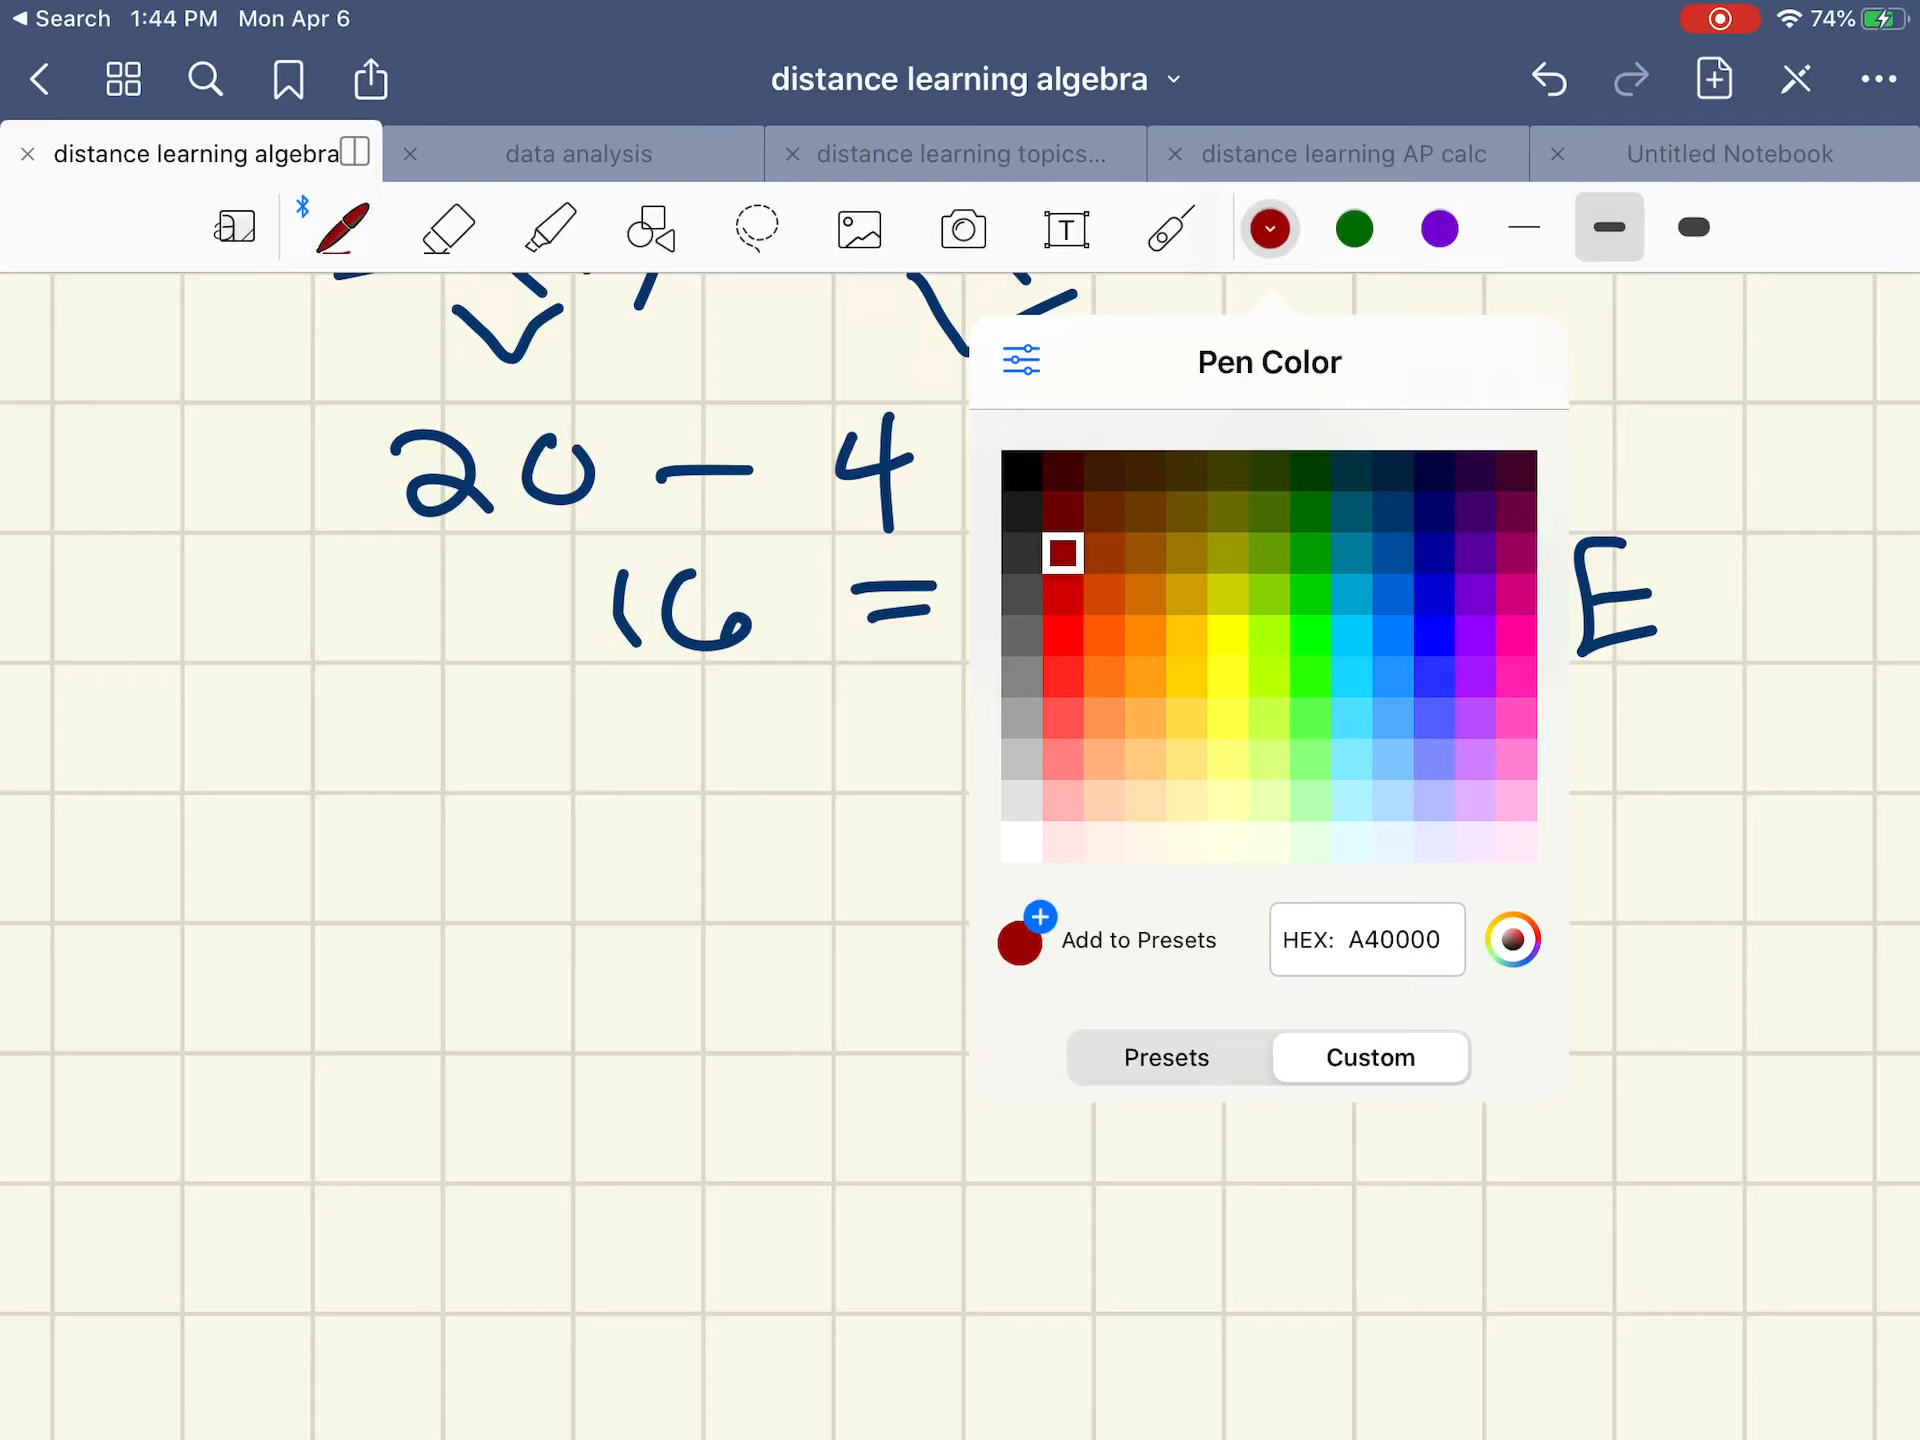 Search 1:44 PM Mon Apr 6 74%
distance learning algebra
distance learning algebra data analysis distance learning topics... distance learning AP calc Untitled Notebook
T
Pen Color
20 - 4
16 = E
Add to Presets HEX: A40000
Presets Custom